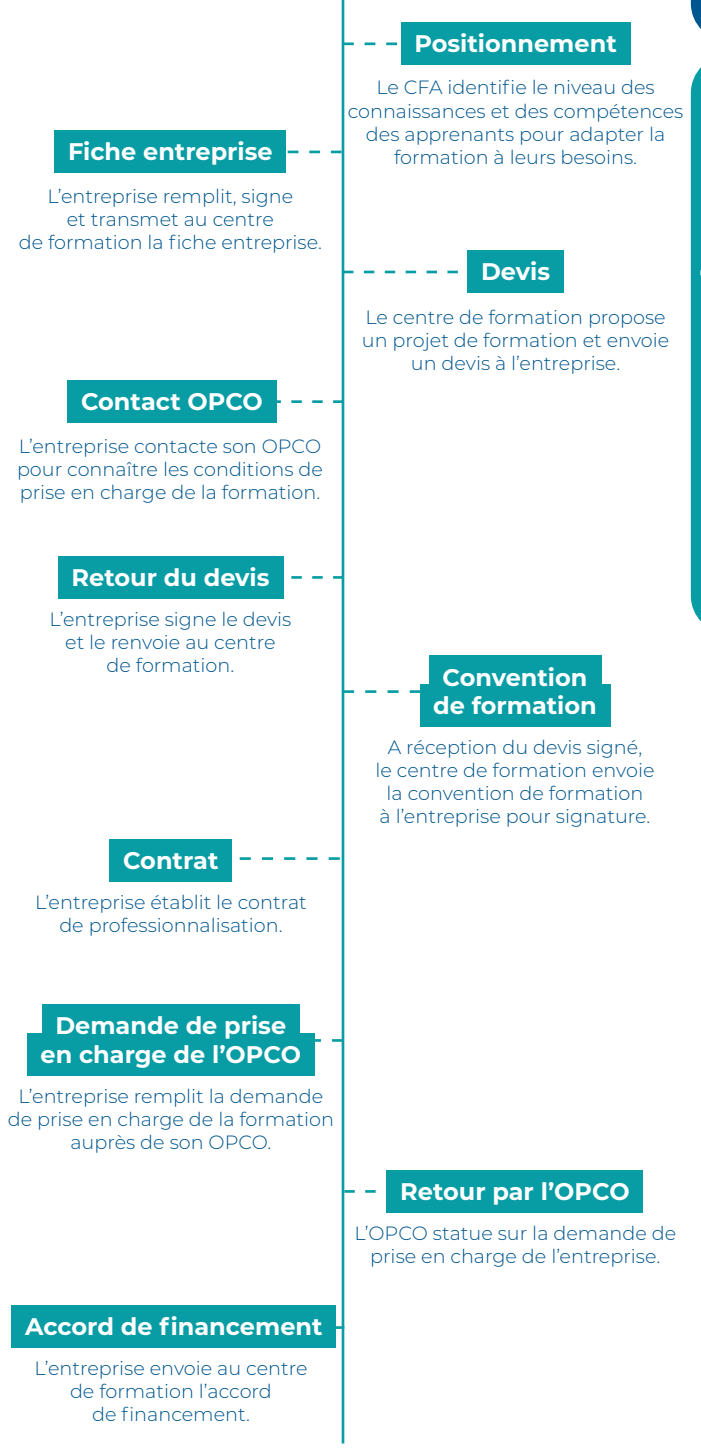 Positionnement
Le CFA identifie le niveau des
connaissances et des compétences
des apprenants pour adapter la
formation à leurs besoins.
Fiche entreprise
L'entreprise remplit, signe
et transmet au centre
de formation la fiche entreprise.
Devis
Le centre de formation propose
un projet de formation et envoie
un devis à l'entreprise.
Contact OPCO
L'entreprise contacte son OPCO
pour connaître les conditions de
prise en charge de la formation.
Retour du devis
L'entreprise signe le devis
et le renvoie au centre
de formation.
Convention
de formation
A réception du devis signé,
le centre de formation envoie
la convention de formation
à l'entreprise pour signature.
Contrat
L'entreprise établit le contrat
de professionnalisation.
Demande de prise
en charge de l'OPCO
L'entreprise remplit la demande
de prise en charge de la formation
auprès de son OPCO.
Retour par l'OPCO
L'OPCO statue sur la demande de
prise en charge de l'entreprise.
Accord de financement
L'entreprise envoie au centre
de formation l'accord
de financement.